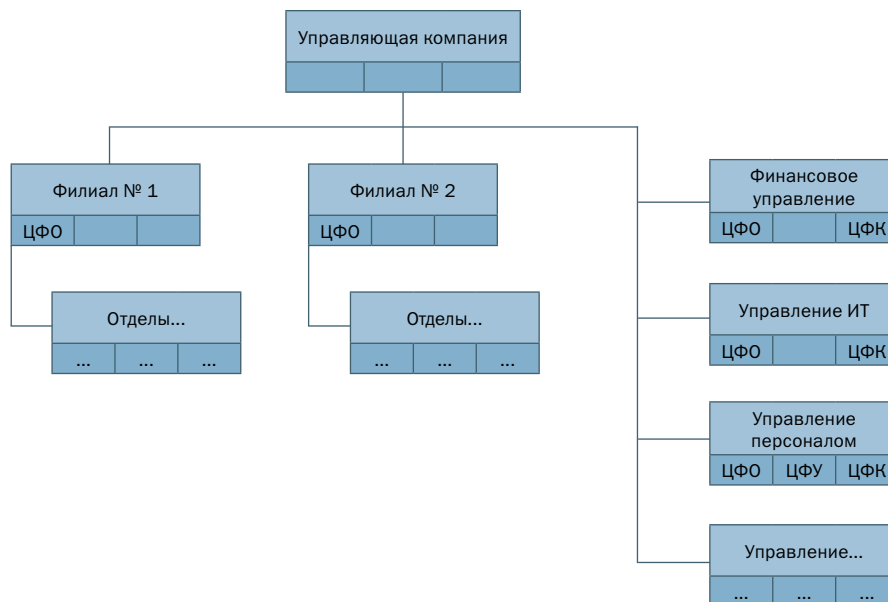 Управляющая компания
Филиал № 1
ЦФО
Отделы...
... ... ...
Филиал № 2
ЦФО
Отделы...
... ... ...
Финансовое
управление
ЦФО ЦФК
Управление ИТ
ЦФО ЦФК
Управление
персоналом
ЦФО ЦФУ ЦФК
Управление...
... ... ...